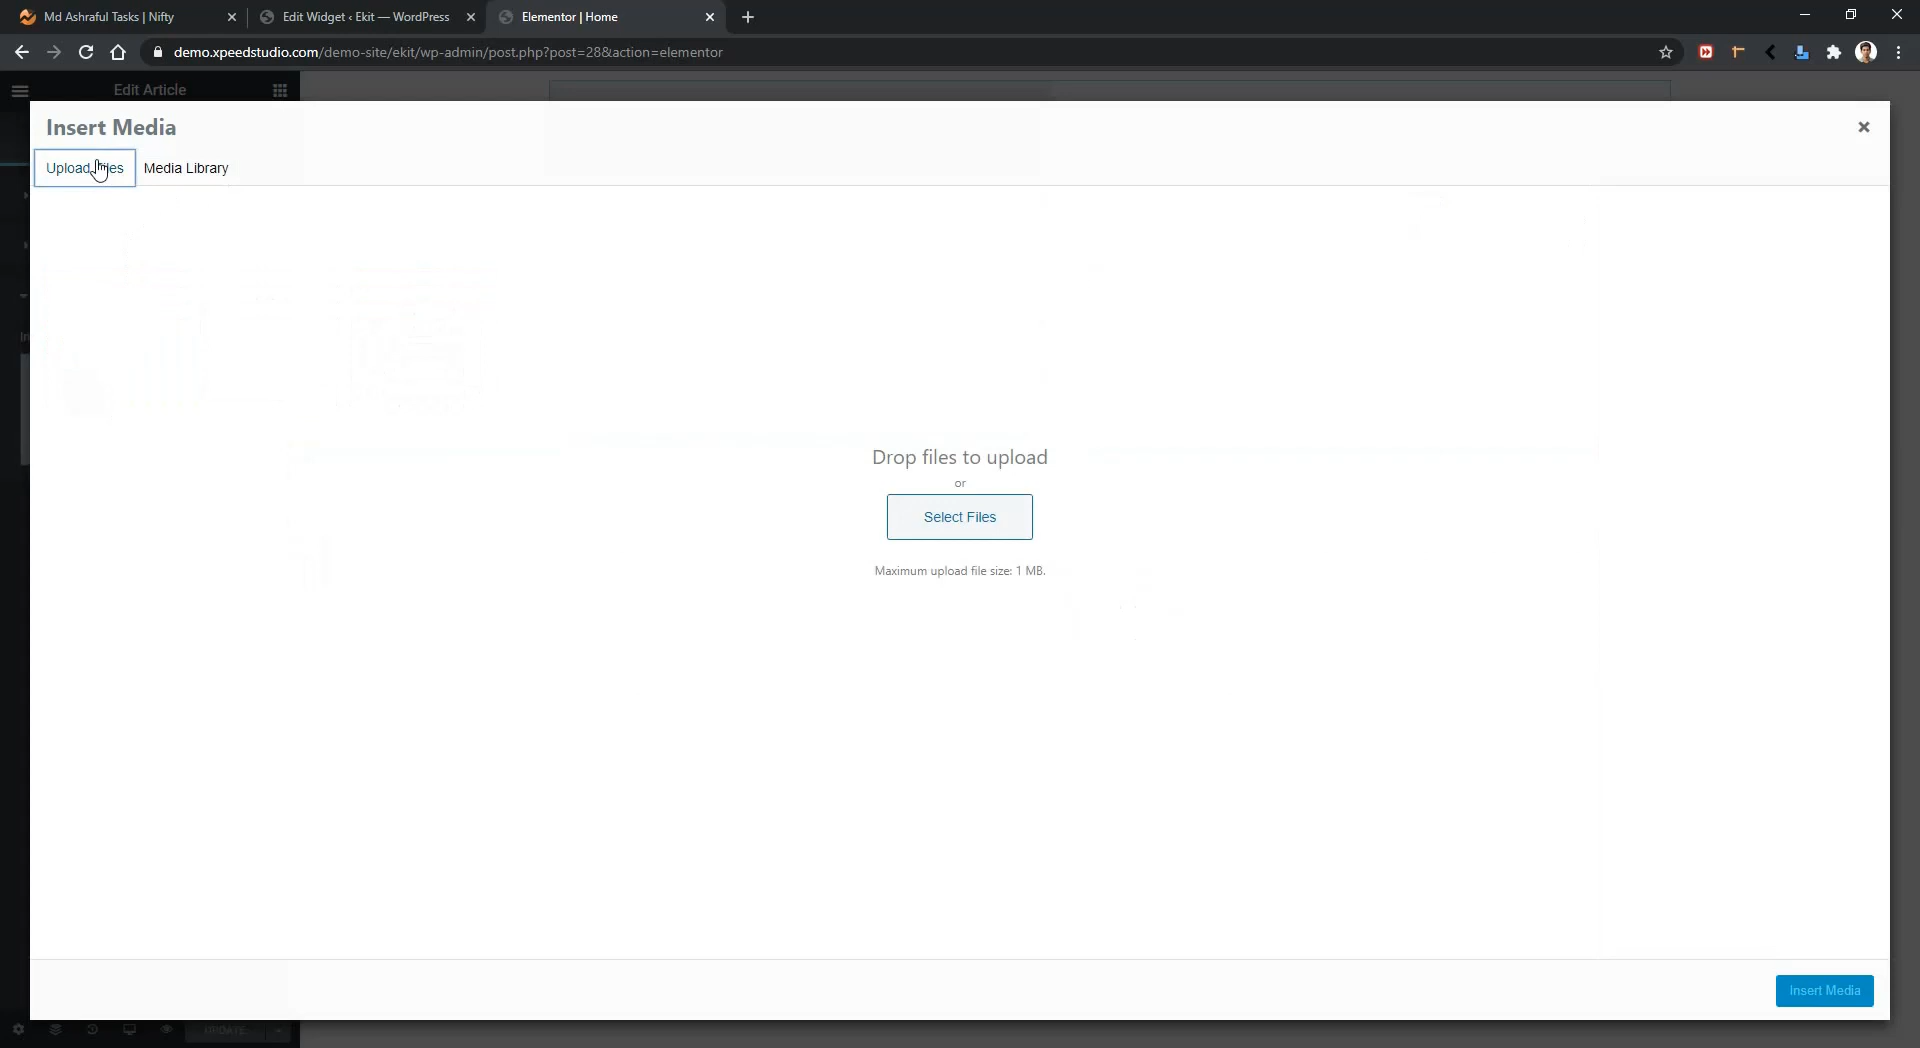 Md Ashraful Tasks | Nifty
Edit Widget ‹ Ekit — WordPress
Elementor | Home
demo.xpeedstudio.com/demo-site/ekit/wp-admin/post.php?post=28&action=elementor
Edit Article
Insert Media
Upload Files
Media Library
Drop files to upload
or
Select Files
Maximum upload file size: 1 MB.
Insert Media
UPDATE